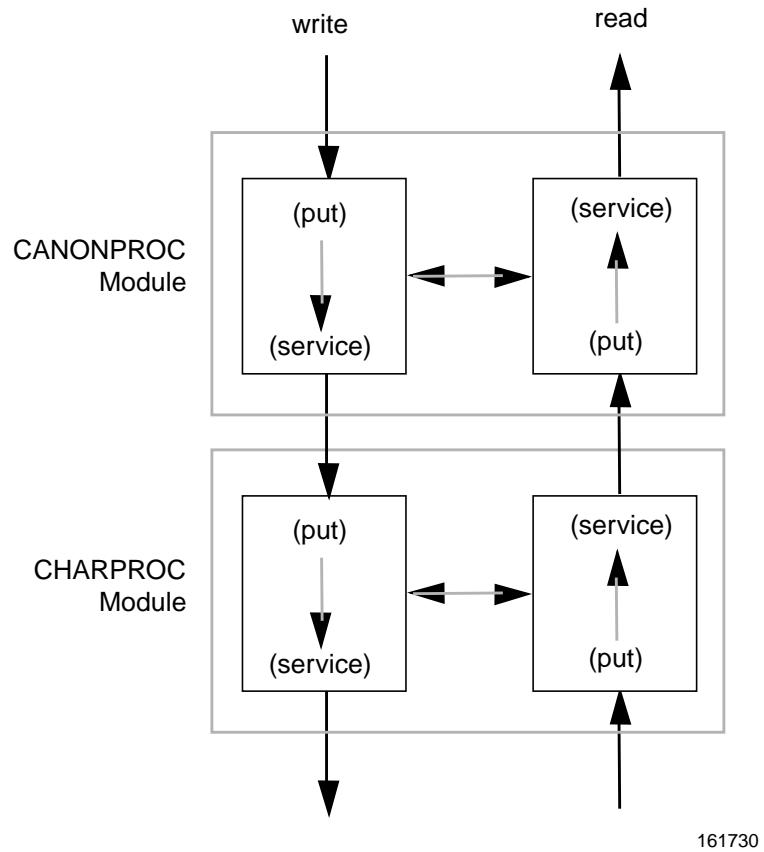 write
read
CANONPROC
Module
(put)
(service)
(service)
(put)
CHARPROC
Module
(put)
(service)
(service)
(put)
161730